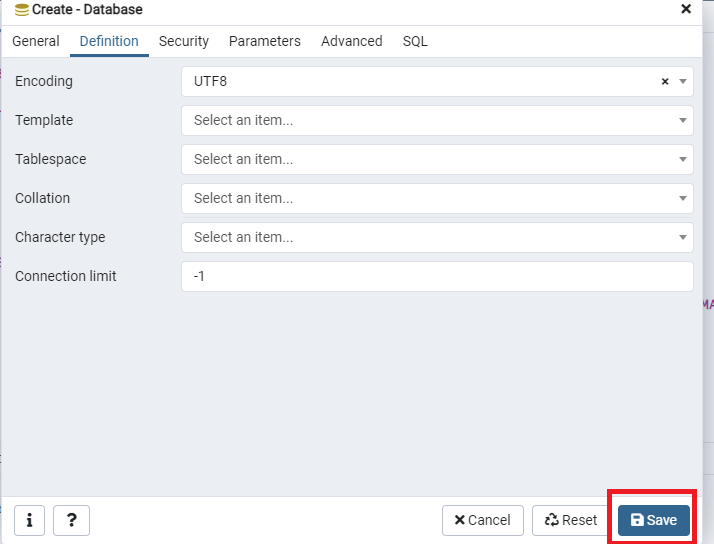 Create - Database
General Definition Security Parameters Advanced SQL
Encoding UTF8
Template Select an item...
Tablespace Select an item...
Collation Select an item...
Character type Select an item...
Connection limit -1
MA
i ? Cancel Reset Save